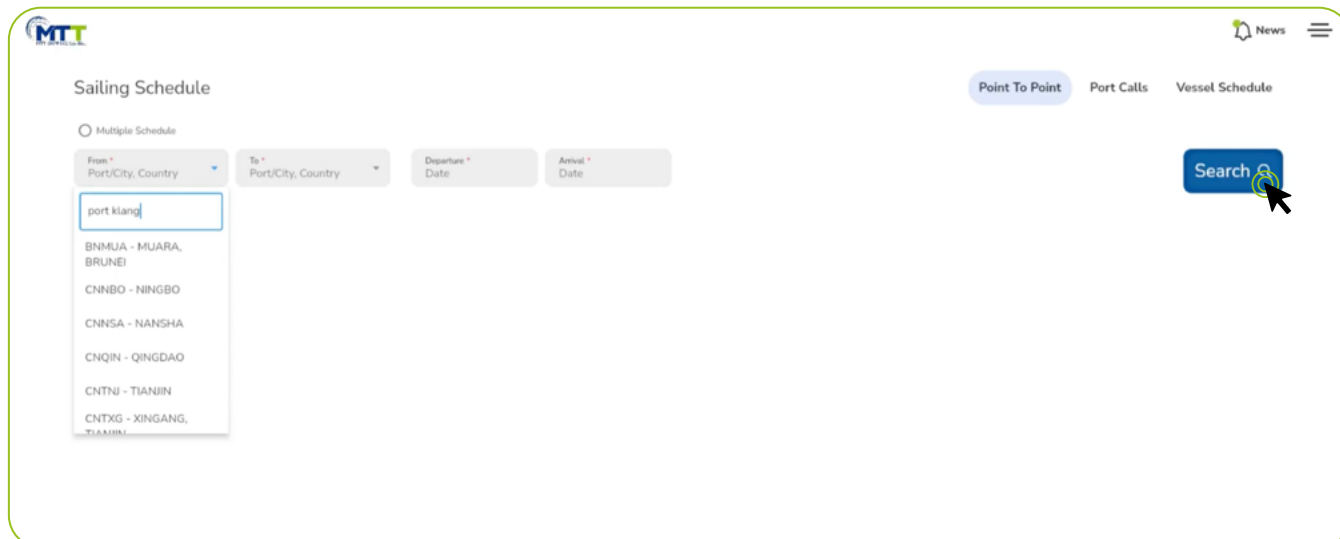 MTT
News
Sailing Schedule
Point To Point
Port Calls
Vessel Schedule
Multiple Schedule
From *
Port/City, Country
To *
Port/City, Country
Departure *
Date
Arrival *
Date
Search
port klang
BNMUA - MUARA,
BRUNEI
CNNBO - NINGBO
CNNSA - NANSHA
CNQIN - QINGDAO
CNTNJ - TIANJIN
CNTXG - XINGANG,
TIANJIN